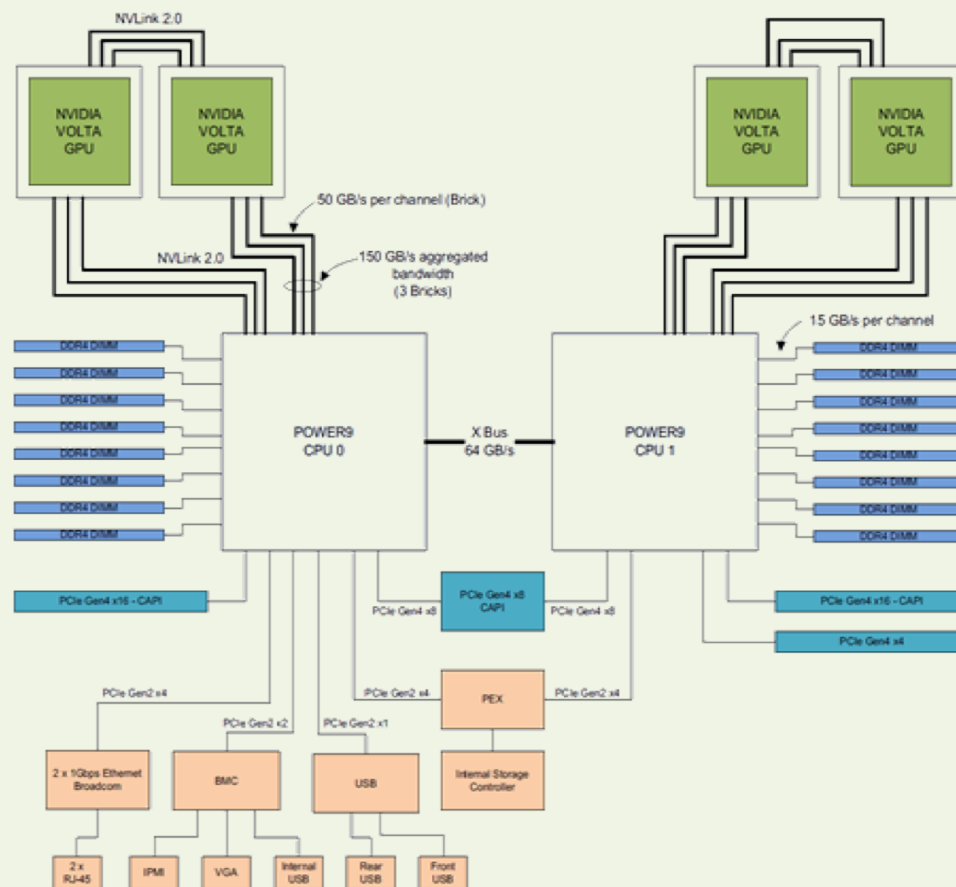 NVLink 2.0
NVIDIA
VOLTA
GPU
NVIDIA
VOLTA
GPU
NVIDIA
VOLTA
GPU
NVIDIA
VOLTA
GPU
50 GB/s per channel (Brick)
NVLink 2.0
150 GB/s aggregated
bandwidth
(3 Bricks)
15 GB/s per channel
DDR4 DIMM
DDR4 DIMM
DDR4 DIMM
DDR4 DIMM
DDR4 DIMM
DDR4 DIMM
DDR4 DIMM
DDR4 DIMM
POWER9
CPU 0
X Bus
64 GB/s
POWER9
CPU 1
DDR4 DIMM
DDR4 DIMM
DDR4 DIMM
DDR4 DIMM
DDR4 DIMM
DDR4 DIMM
DDR4 DIMM
DDR4 DIMM
PCIe Gen4 x16 - CAPI
PCIe Gen4 x8
PCIe Gen4 x8
CAPI
PCIe Gen4 x8
PCIe Gen4 x16 - CAPI
PCIe Gen4 x4
PCIe Gen2 x4
PCIe Gen2 x2
PCIe Gen2 x1
PCIe Gen2 x4
PEX
PCIe Gen2 x4
2 x 1Gbps Ethernet
Broadcom
BMC
USB
Internal Storage
Controller
2 x
RJ-45
IPMI
VGA
Internal
USB
Rear
USB
Front
USB